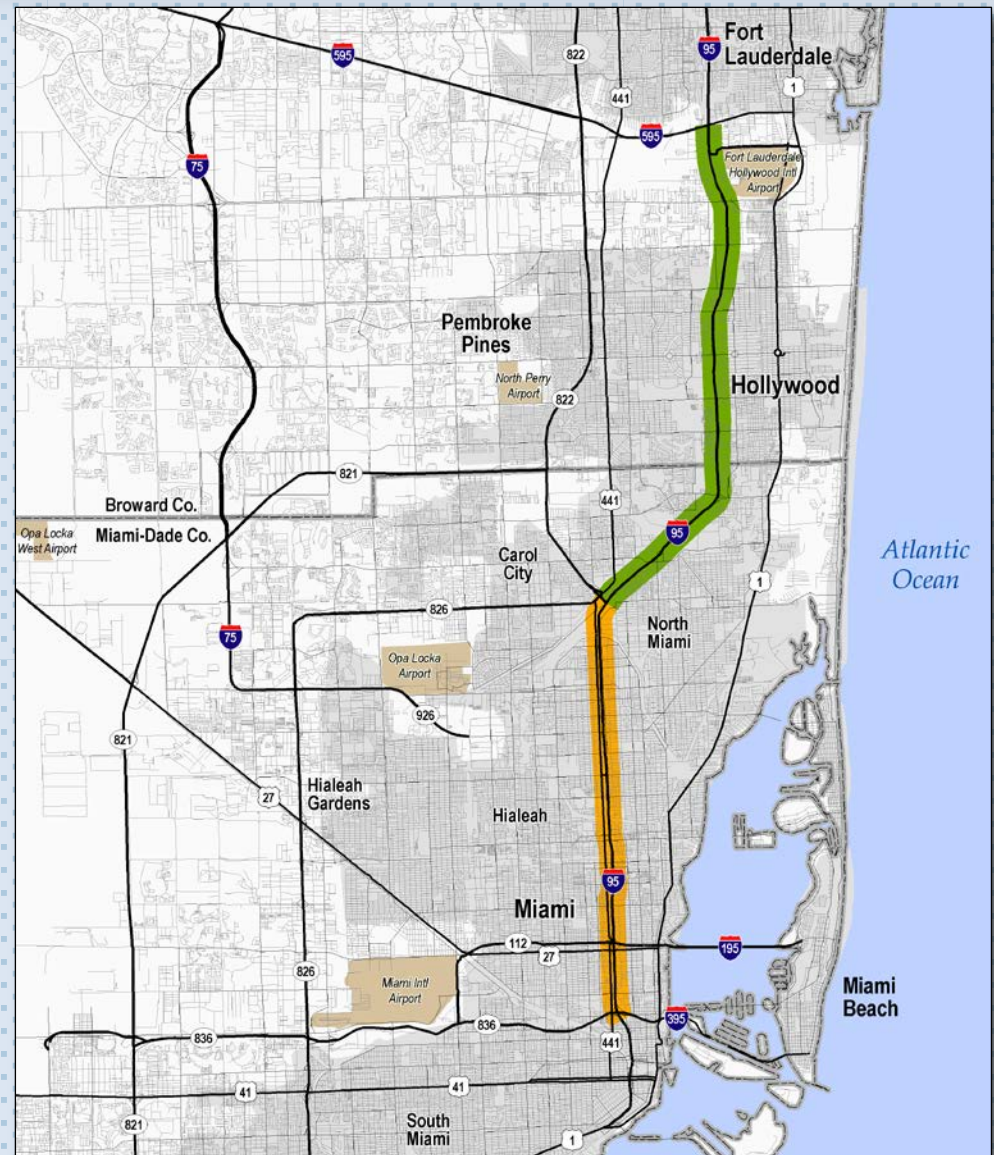 Fort
Lauderdale
595
822
95
1
441
595
75
Fort Lauderdale
Hollywood Intl
Airport
Pembroke
Pines
North Perry
Airport
822
Hollywood
821
441
Broward Co.
Miami-Dade Co.
Opa Locka
West Airport
95
Carol
City
Atlantic
Ocean
1
826
75
North
Miami
Opa Locka
Airport
926
821
27
Hialeah
Gardens
Hialeah
95
Miami
112
27
195
826
Miami Intl
Airport
Miami
Beach
395
836
836
441
41
41
821
South
Miami
1